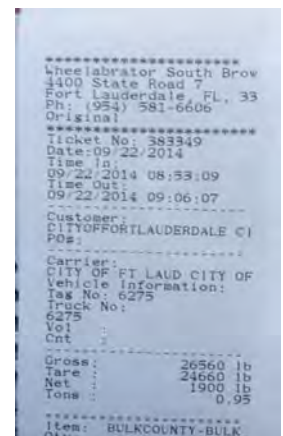 ************************
Wheelabrator South Brow
4400 State Road 7
Fort Lauderdale, FL, 33
Ph: (954) 581-6606
Original
************************
Ticket No: 383349
Date:09/22/2014
Time In:
09/22/2014 08:53:09
Time Out:
09/22/2014 09:06:07
------------------------
Customer:
CITYOFFORTLAUDERDALE CI
PO#:
------------------------
Carrier:
CITY OF FT LAUD CITY OF
Vehicle Information:
Tag No: 6275
Truck No:
6275
Vol :
Cnt :
------------------------
Gross: 26560 lb
Tare : 24660 lb
Net : 1900 lb
Tons : 0.95
************************
Item: BULKCOUNTY-BULK